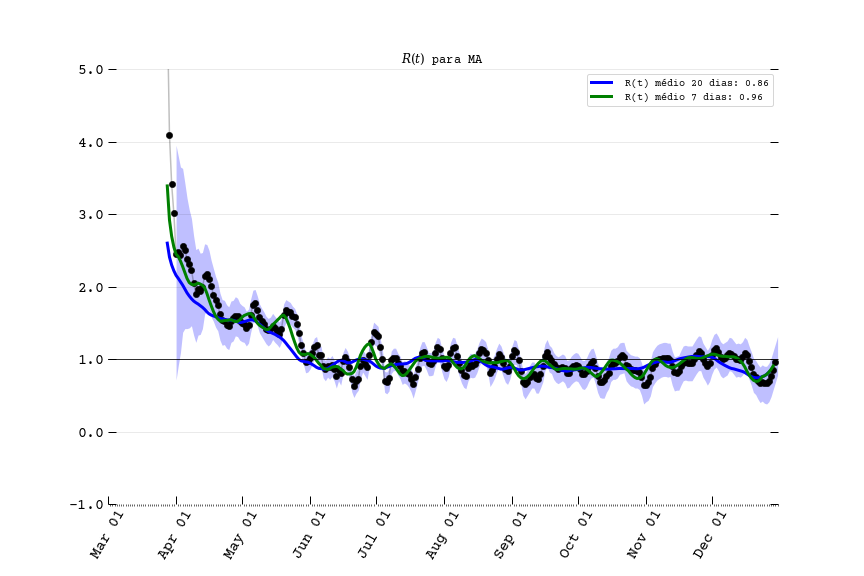 R(t) para MA
R(t) médio 20 dias: 0.86
R(t) médio 7 dias: 0.96
5.0
4.0
3.0
2.0
1.0
0.0
-1.0
Mar 01
Apr 01
May 01
Jun 01
Jul 01
Aug 01
Sep 01
Oct 01
Nov 01
Dec 01